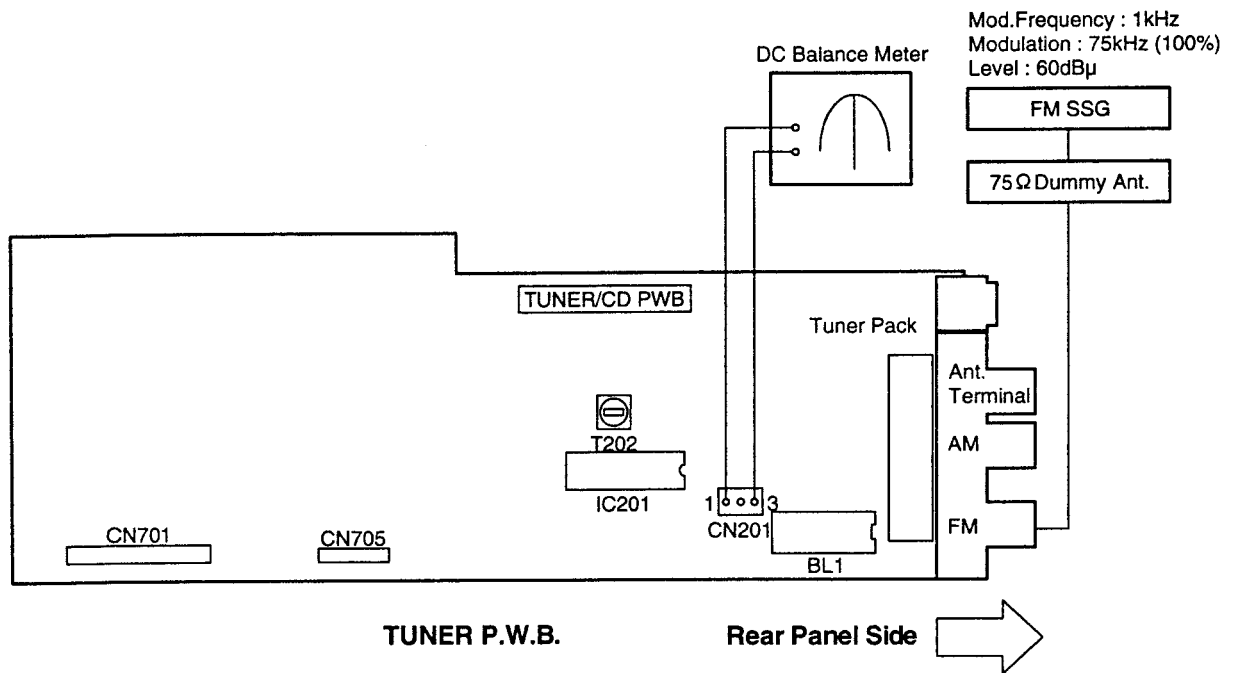 Mod.Frequency : 1kHz
Modulation : 75kHz (100%)
Level : 60dBµ
DC Balance Meter
FM SSG
75Ω Dummy Ant.
TUNER/CD PWB
Tuner Pack
Ant.
Terminal
T202
AM
IC201
1
3
CN201
FM
CN701
CN705
BL1
TUNER P.W.B.
Rear Panel Side